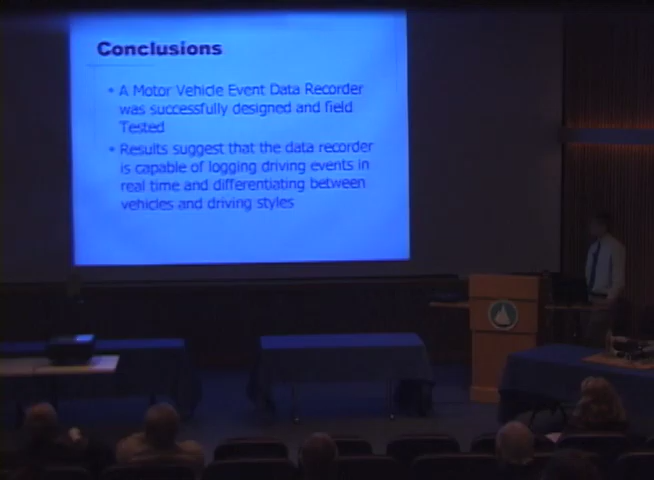 Conclusions
• A Motor Vehicle Event Data Recorder
was successfully designed and field
Tested
• Results suggest that the data recorder
is capable of logging driving events in
real time and differentiating between
vehicles and driving styles